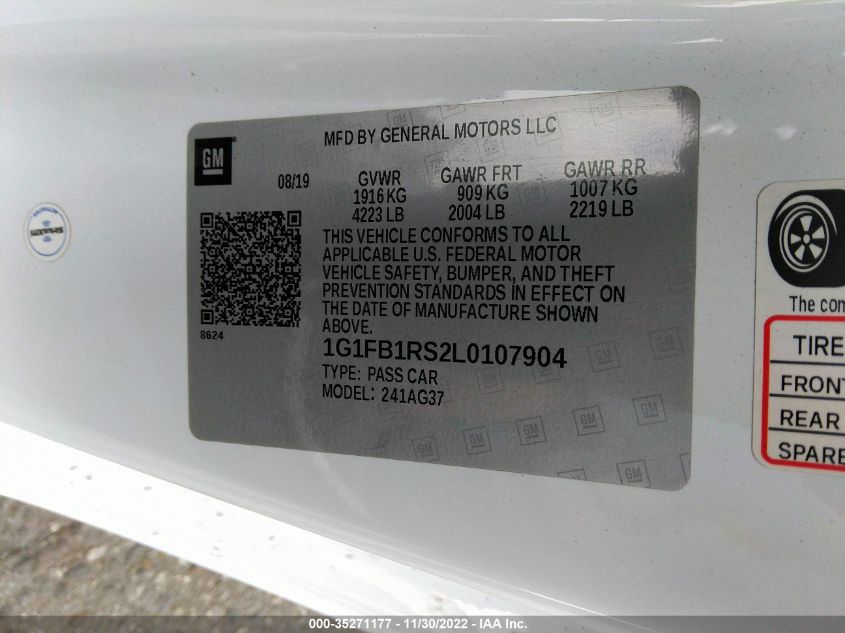 GM
MFD BY GENERAL MOTORS LLC
08/19 GVWR GAWR FRT GAWR RR
1916 KG 909 KG 1007 KG
4223 LB 2004 LB 2219 LB
THIS VEHICLE CONFORMS TO ALL
APPLICABLE U.S. FEDERAL MOTOR
VEHICLE SAFETY, BUMPER, AND THEFT
PREVENTION STANDARDS IN EFFECT ON
THE DATE OF MANUFACTURE SHOWN
ABOVE.
8624
1G1FB1RS2L0107904
TYPE: PASS CAR
MODEL: 241AG37
SiriusXM
The com
TIRE
FRONT
REAR
SPARE
000-35271177 - 11/30/2022 - IAA Inc.